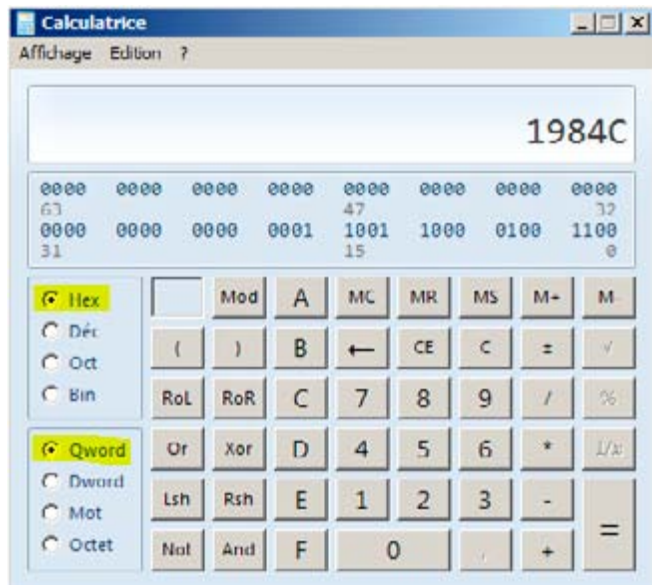 Calculatrice
Affichage Edition ?
1984C
0000 0000 0000 0000 0000 0000 0000 0000
63 47 32
0000 0000 0000 0001 1001 1000 0100 1100
31 15 0
Hex Mod A MC MR MS M+ M-
Déc
( ) B ← CE C ± √
Oct
Bin RoL RoR C 7 8 9 / %
Qword Or Xor D 4 5 6 * 1/x
Dword
Lsh Rsh E 1 2 3 - =
Mot
Octet Not And F 0 , +